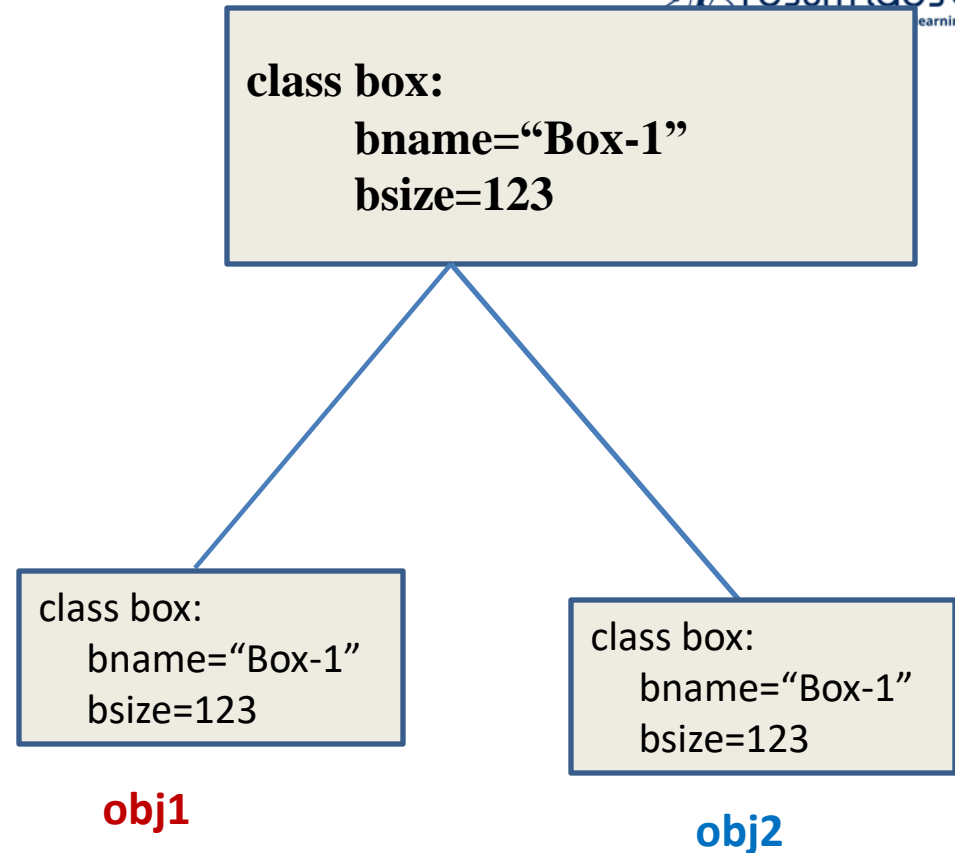 class box:
bname=“Box-1”
bsize=123
class box:
bname=“Box-1”
bsize=123
obj1
class box:
bname=“Box-1”
bsize=123
obj2